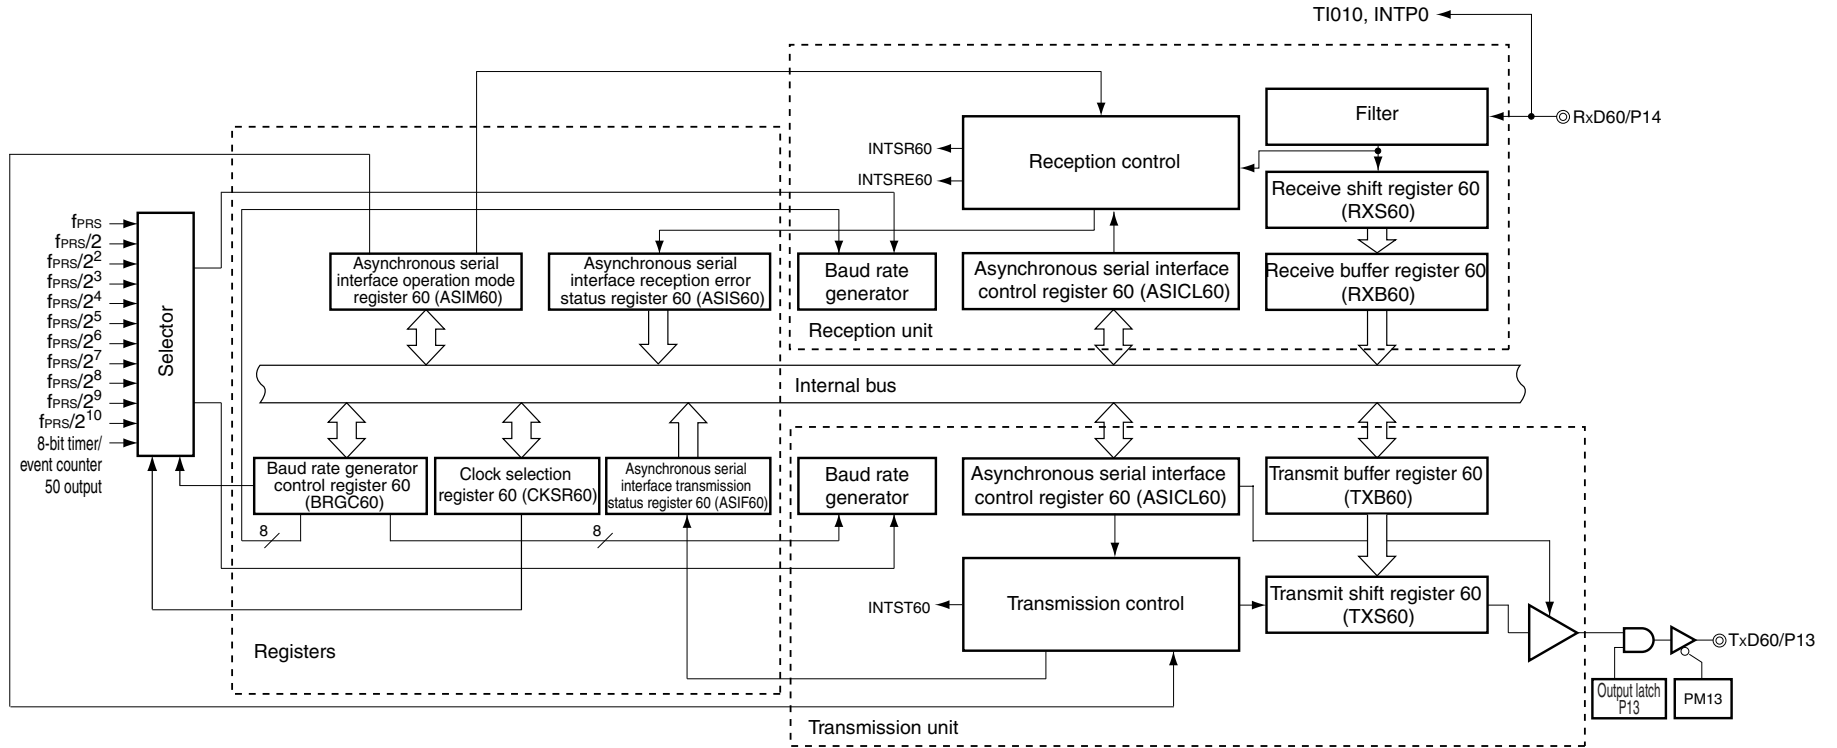 TI010, INTP0
Filter
RxD60/P14
INTSR60
Reception control
INTSRE60
Receive shift register 60
(RXS60)
fPRS
fPRS/2
fPRS/2²
fPRS/2³
fPRS/2⁴
fPRS/2⁵
fPRS/2⁶
fPRS/2⁷
fPRS/2⁸
fPRS/2⁹
fPRS/2¹⁰
8-bit timer/
event counter
50 output
Selector
Asynchronous serial
interface operation mode
register 60 (ASIM60)
Asynchronous serial
interface reception error
status register 60 (ASIS60)
Baud rate
generator
Asynchronous serial interface
control register 60 (ASICL60)
Receive buffer register 60
(RXB60)
Reception unit
Internal bus
Baud rate generator
control register 60
(BRGC60)
Clock selection
register 60 (CKSR60)
Asynchronous serial
interface transmission
status register 60 (ASIF60)
Baud rate
generator
Asynchronous serial interface
control register 60 (ASICL60)
Transmit buffer register 60
(TXB60)
8
8
INTST60
Transmission control
Transmit shift register 60
(TXS60)
Registers
TxD60/P13
Output latch
P13
PM13
Transmission unit